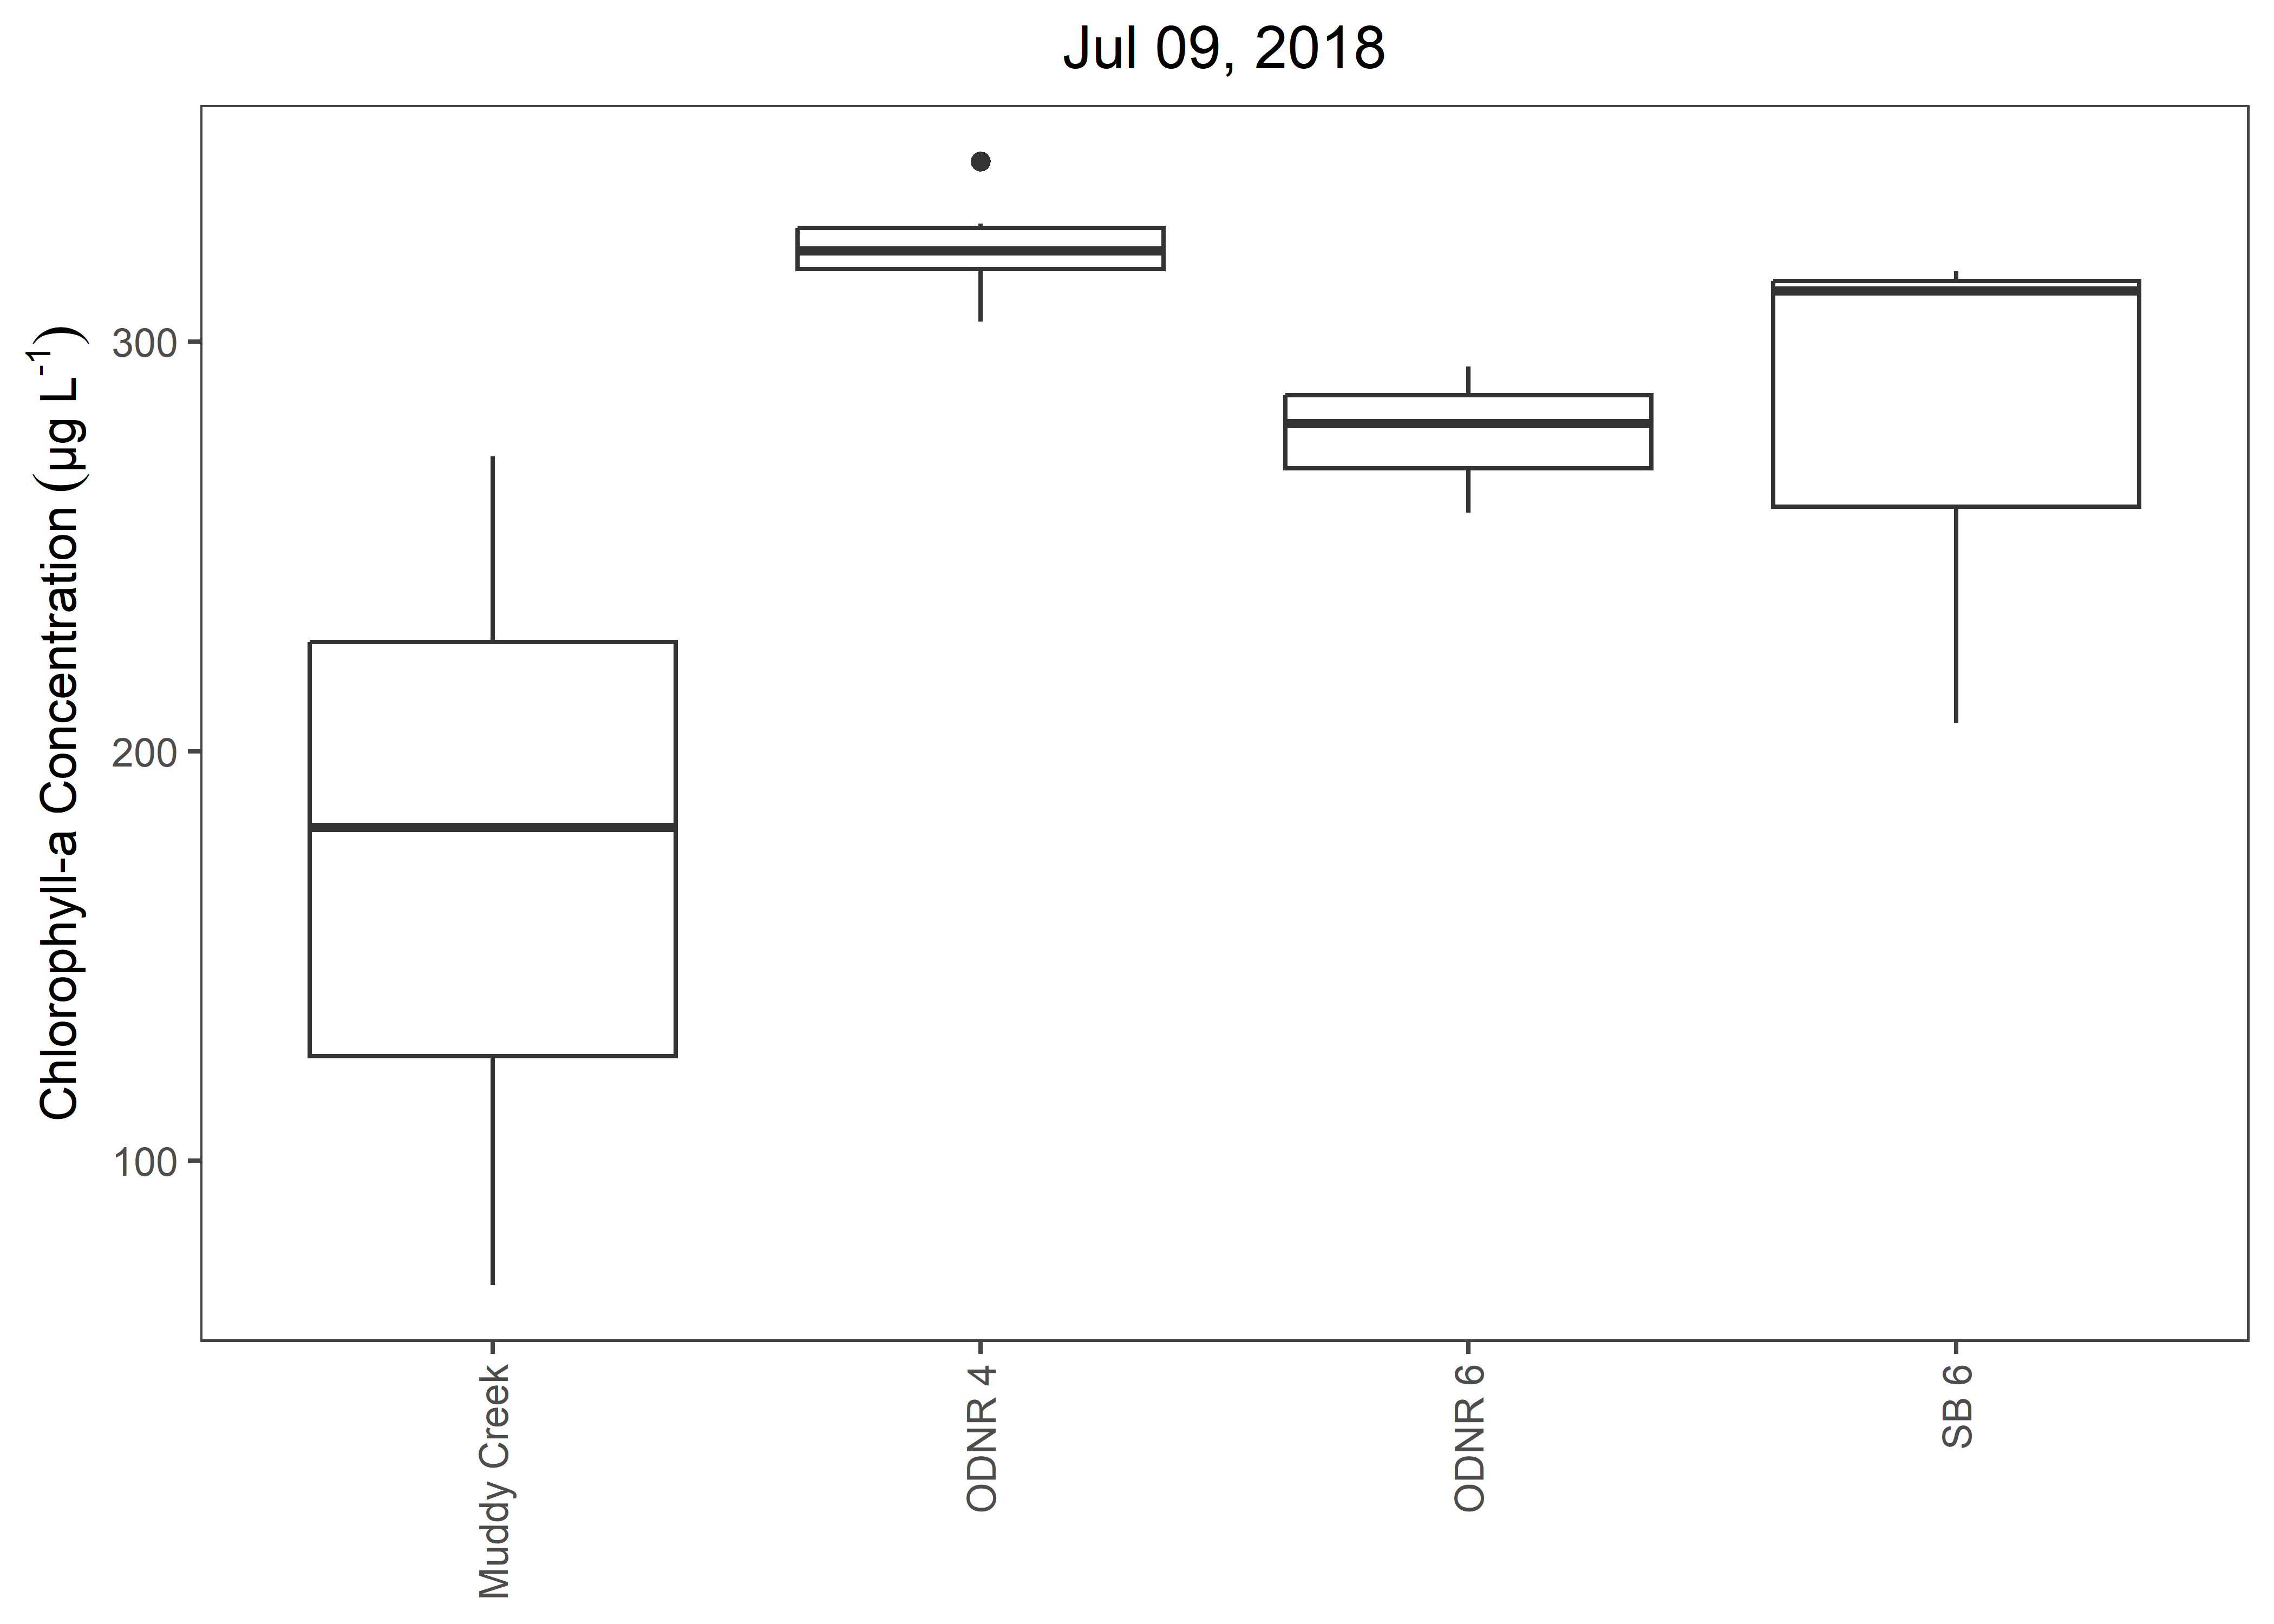 Jul 09, 2018
Chlorophyll-a Concentration (µg L⁻¹)
300
200
100
Muddy Creek
ODNR 4
ODNR 6
SB 6